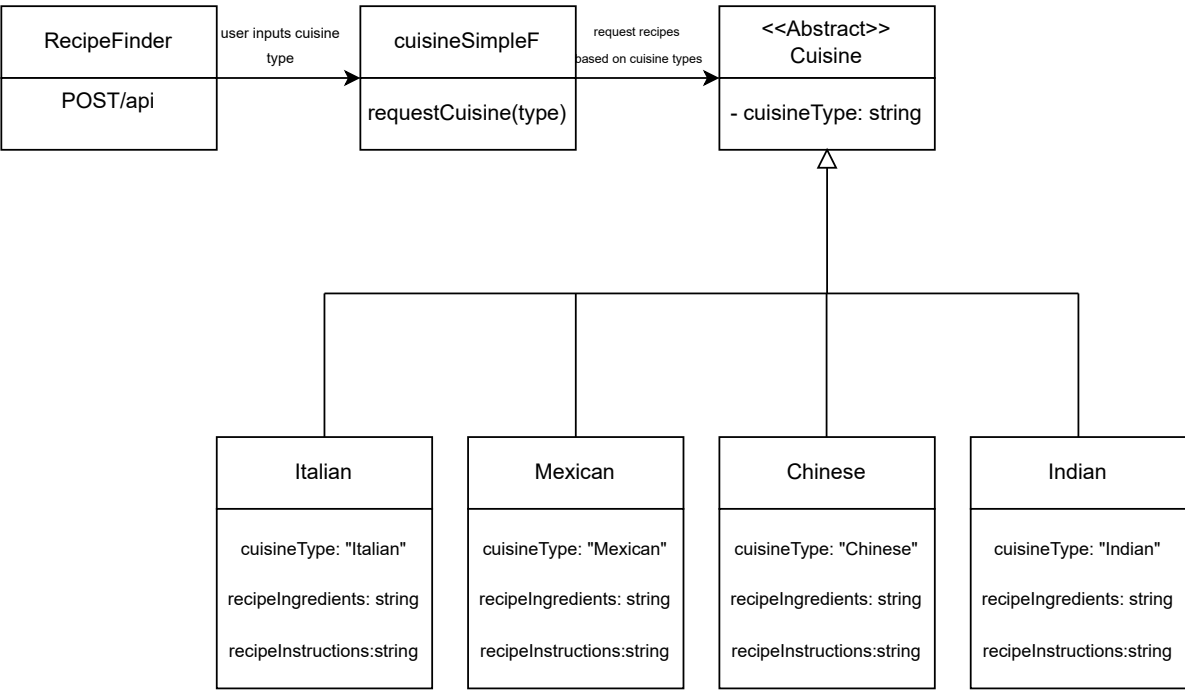 RecipeFinder
POST/api
user inputs cuisine
type
cuisineSimpleF
requestCuisine(type)
request recipes
based on cuisine types
<<Abstract>>
Cuisine
- cuisineType: string
Italian
cuisineType: "Italian"
recipeIngredients: string
recipeInstructions:string
Mexican
cuisineType: "Mexican"
recipeIngredients: string
recipeInstructions:string
Chinese
cuisineType: "Chinese"
recipeIngredients: string
recipeInstructions:string
Indian
cuisineType: "Indian"
recipeIngredients: string
recipeInstructions:string